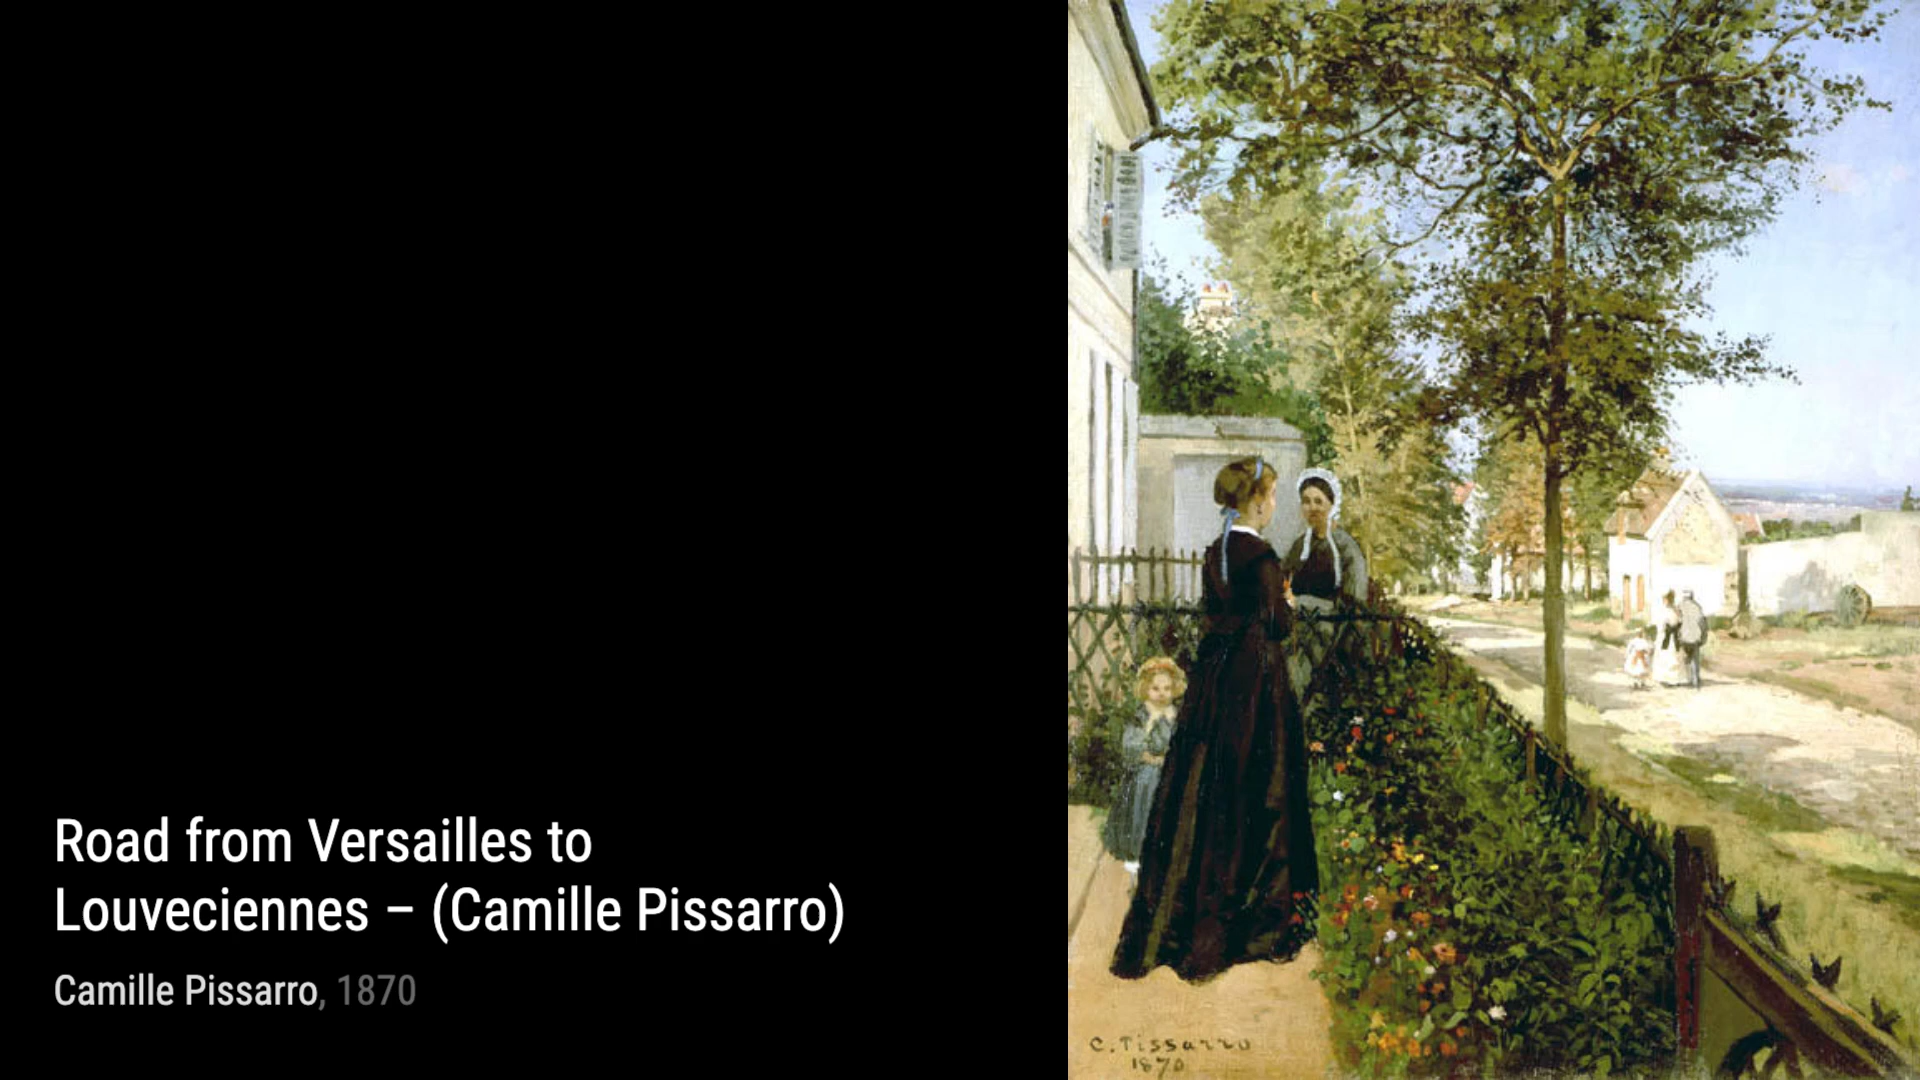 Road from Versailles to
Louveciennes – (Camille Pissarro)
Camille Pissarro, 1870
C. Pissarro
1870